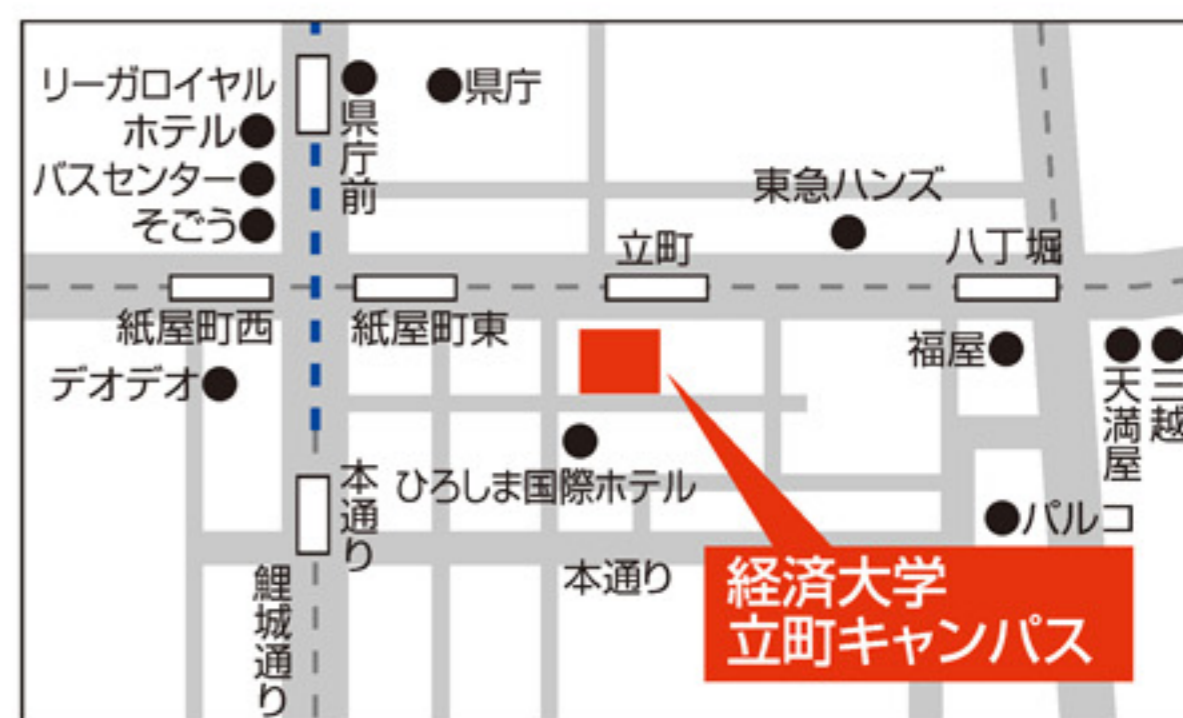 リーガロイヤル
ホテル
バスセンター
そごう
県庁前
県庁
東急ハンズ
立町
八丁堀
紙屋町西
紙屋町東
デオデオ
福屋
天満屋
三越
ひろしま国際ホテル
本通り
パルコ
本通り
鯉城通り
経済大学
立町キャンパス